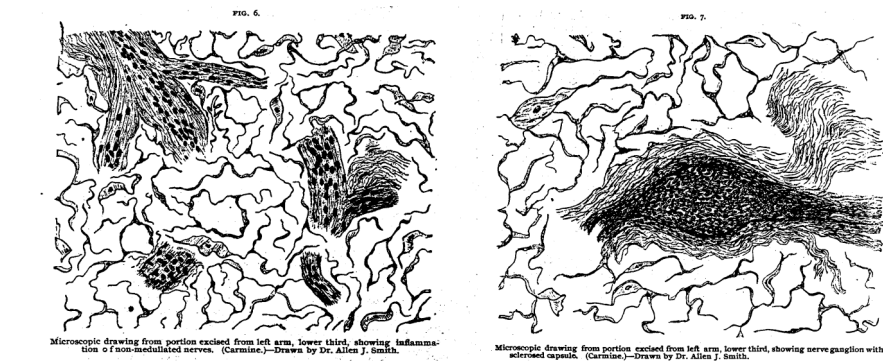 FIG. 6.
Microscopic drawing from portion excised from left arm, lower third, showing inflamma-
tion of non-medullated nerves. (Carmine.)—Drawn by Dr. Allen J. Smith.
FIG. 7.
Microscopic drawing from portion excised from left arm, lower third, showing nerve ganglion with
sclerosed capsule. (Carmine.)—Drawn by Dr. Allen J. Smith.